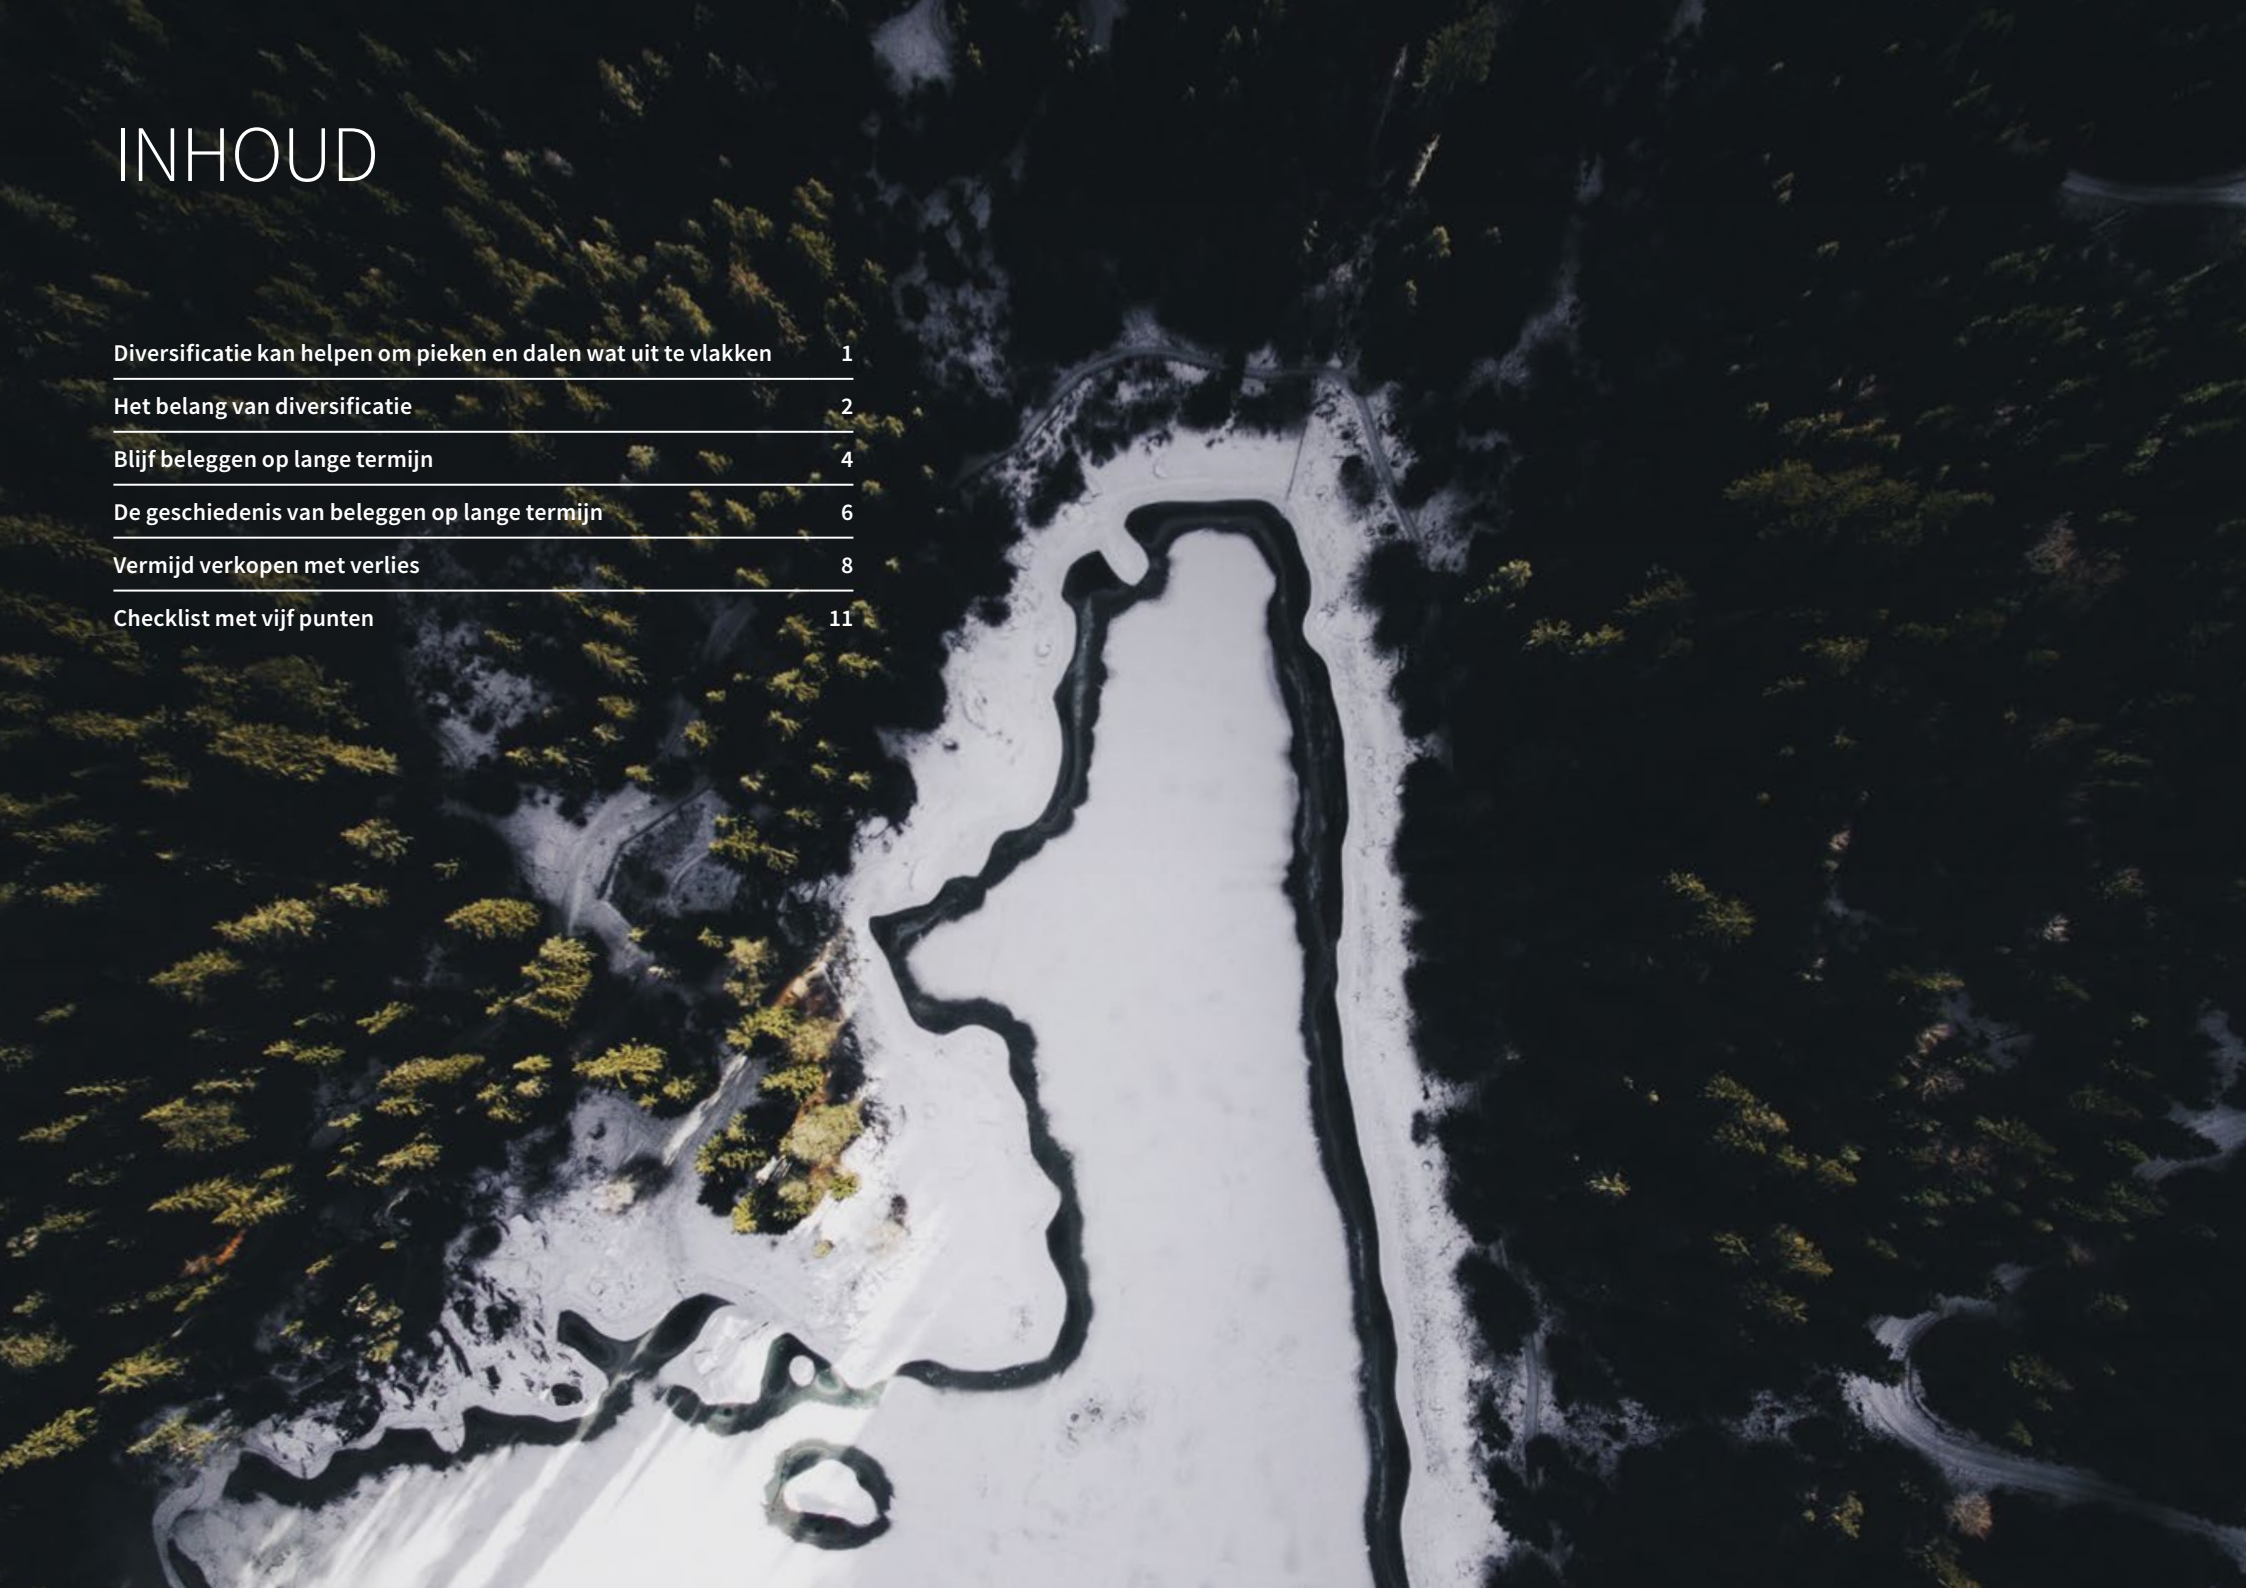 INHOUD
Diversificatie kan helpen om pieken en dalen wat uit te vlakken 1
Het belang van diversificatie 2
Blijf beleggen op lange termijn 4
De geschiedenis van beleggen op lange termijn 6
Vermijd verkopen met verlies 8
Checklist met vijf punten 11